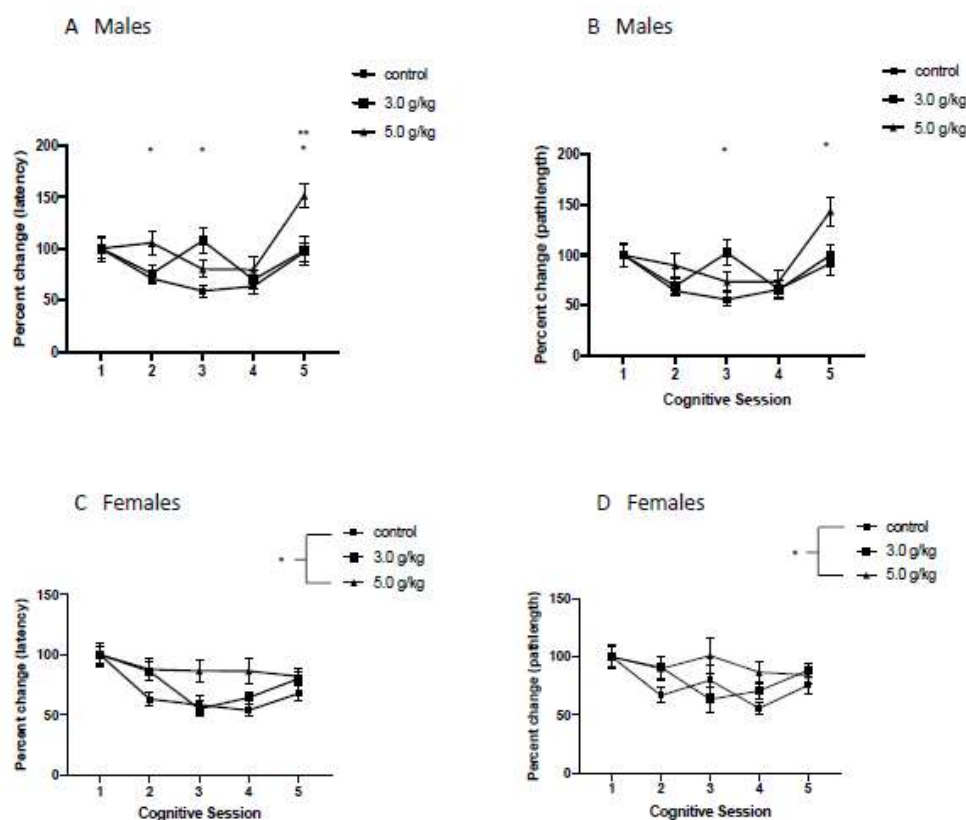 A Males
control
3.0 g/kg
5.0 g/kg
**
* * *
200
150
100
50
0
Percent change (latency)
1 2 3 4 5
B Males
control
3.0 g/kg
5.0 g/kg
* *
200
150
100
50
0
Percent change (pathlength)
1 2 3 4 5
Cognitive Session
C Females
control
* 3.0 g/kg
5.0 g/kg
150
100
50
0
Percent change (latency)
1 2 3 4 5
Cognitive Session
D Females
control
* 3.0 g/kg
5.0 g/kg
150
100
50
0
Percent change (pathlength)
1 2 3 4 5
Cognitive Session